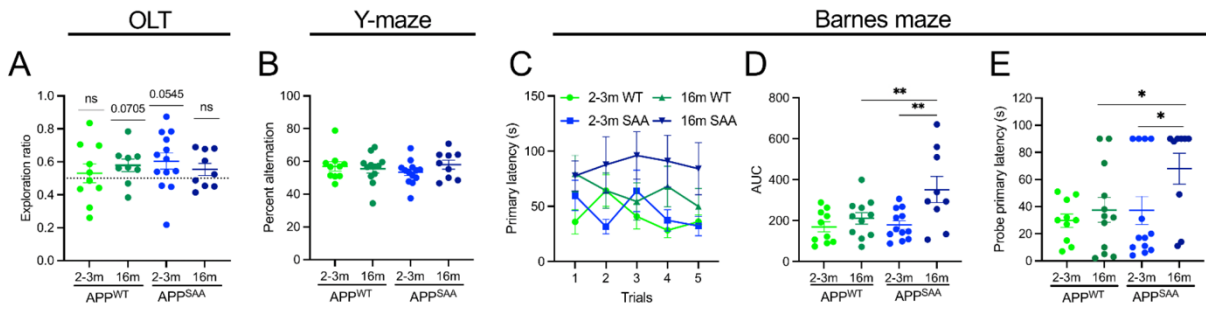 OLT
Y-maze
Barnes maze
A
B
C
D
E
Exploration ratio
1.0
0.8
0.6
0.4
0.2
0.0
ns
0.0705
0.0545
ns
2-3m 16m 2-3m 16m
APPWT APPSAA
Percent alternation
100
80
60
40
20
0
2-3m 16m 2-3m 16m
APPWT APPSAA
Primary latency (s)
150
100
50
0
2-3m WT 16m WT
2-3m SAA 16m SAA
1 2 3 4 5
Trials
AUC
800
600
400
200
0
**
**
2-3m 16m 2-3m 16m
APPWT APPSAA
Probe primary latency (s)
120
100
80
60
40
20
0
*
*
2-3m 16m 2-3m 16m
APPWT APPSAA